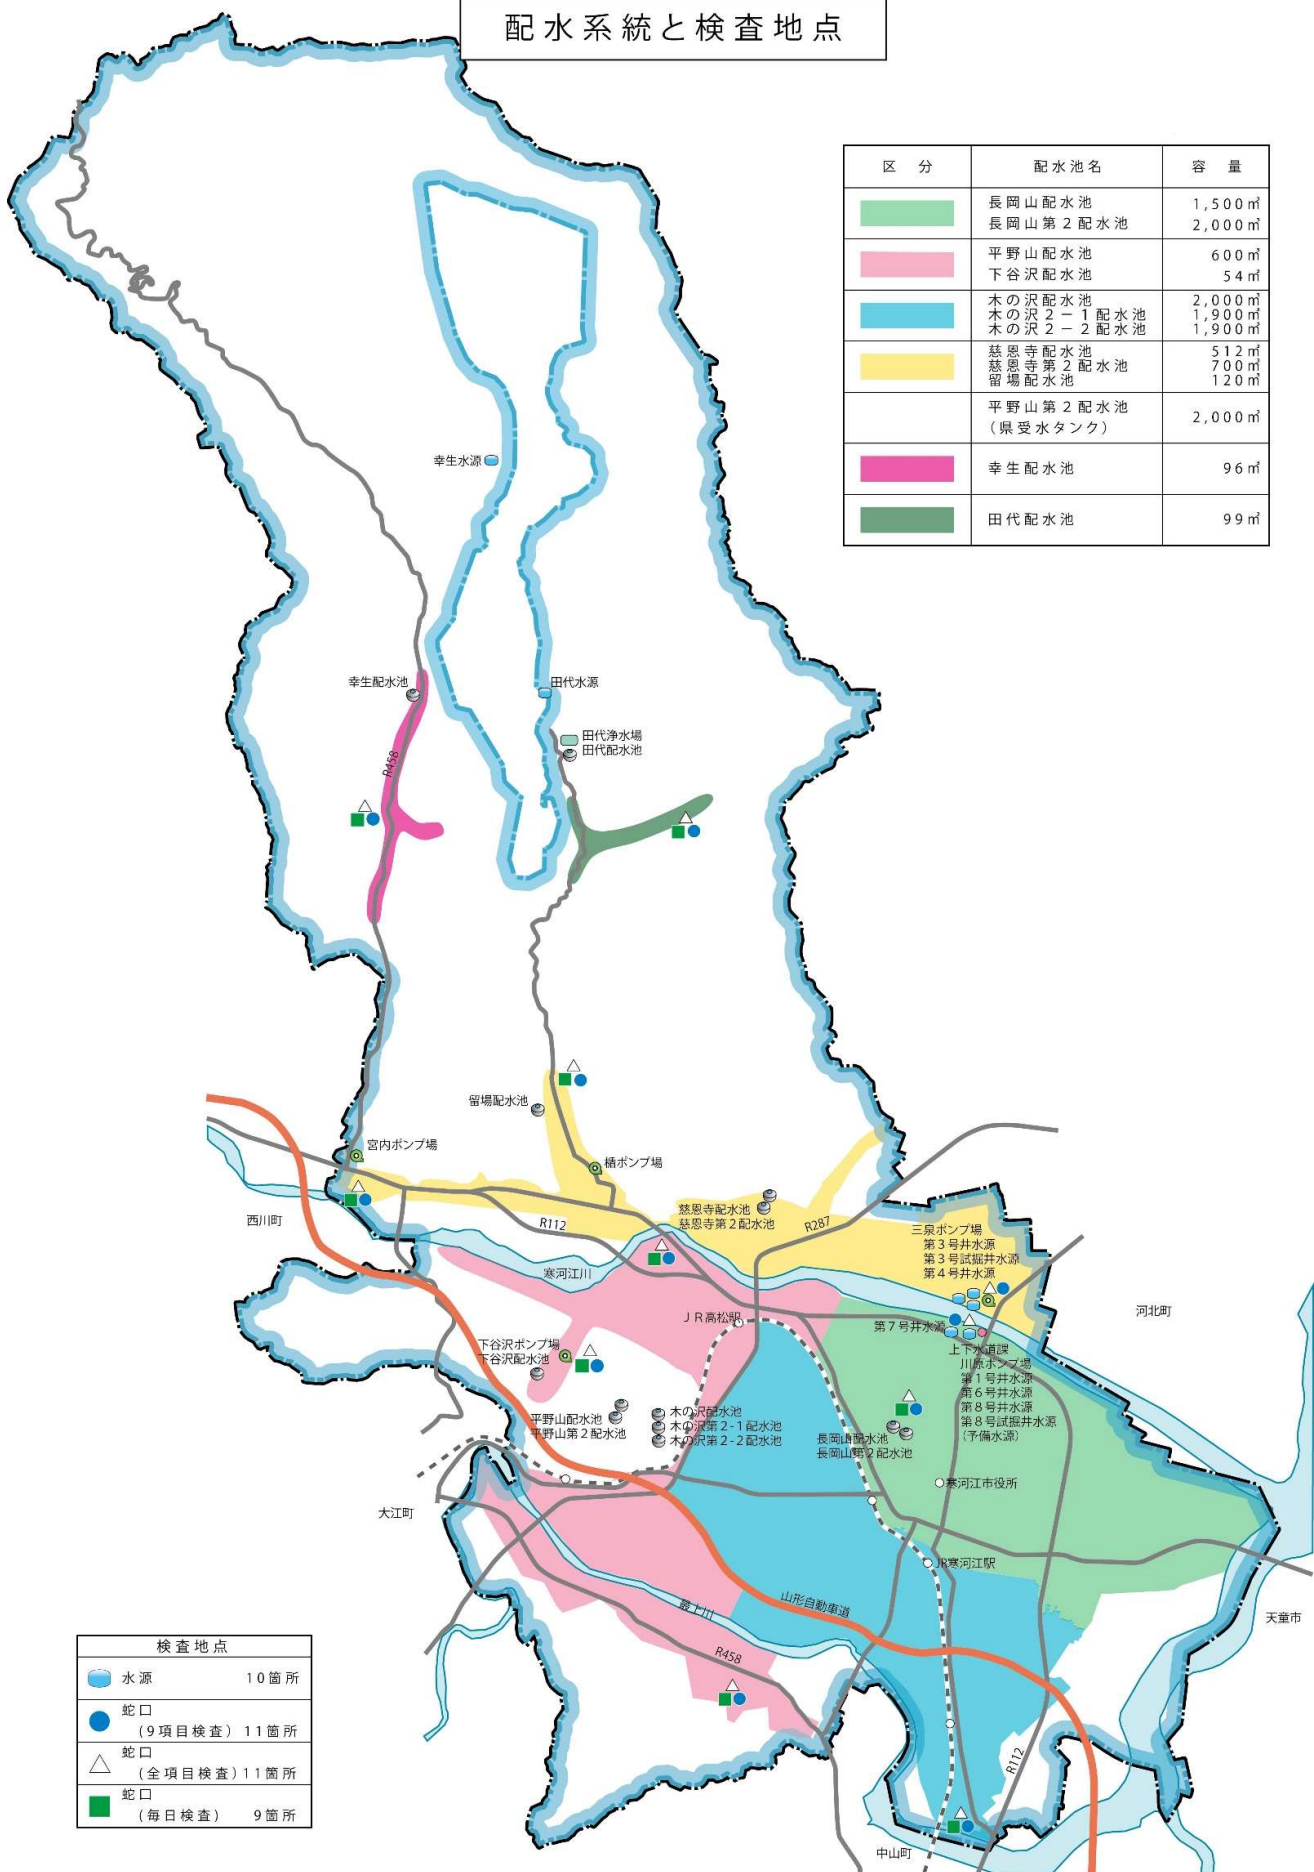 配水系統と検査地点
区 分 配水池名 容 量
長岡山配水池 1,500㎥
長岡山第2配水池 2,000㎥
平野山配水池 600㎥
下谷沢配水池 54㎥
木の沢配水池 2,000㎥
木の沢2-1配水池 1,900㎥
木の沢2-2配水池 1,900㎥
慈恩寺配水池 512㎥
慈恩寺第2配水池 700㎥
留場配水池 120㎥
平野山第2配水池 2,000㎥
(県受水タンク)
幸生配水池 96㎥
田代配水池 99㎥
幸生水源
幸生配水池
田代水源
田代浄水場
田代配水池
R458
留場配水池
宮内ポンプ場
楯ポンプ場
慈恩寺配水池
慈恩寺第2配水池
西川町
R112
R287
三泉ポンプ場
第3号井水源
第3号試掘井水源
第4号井水源
寒河江川
河北町
JR高松駅
第7号井水源
上下水道課
川原ポンプ場
第1号井水源
第6号井水源
第8号井水源
第8号試掘井水源
(予備水源)
下谷沢ポンプ場
下谷沢配水池
平野山配水池
平野山第2配水池
木の沢配水池
木の沢第2-1配水池
木の沢第2-2配水池
長岡山配水池
長岡山第2配水池
寒河江市役所
大江町
JR寒河江駅
最上川
山形自動車道
天童市
R458
R112
中山町
検査地点
水源 10箇所
蛇口
(9項目検査) 11箇所
蛇口
(全項目検査) 11箇所
蛇口
(毎日検査) 9箇所